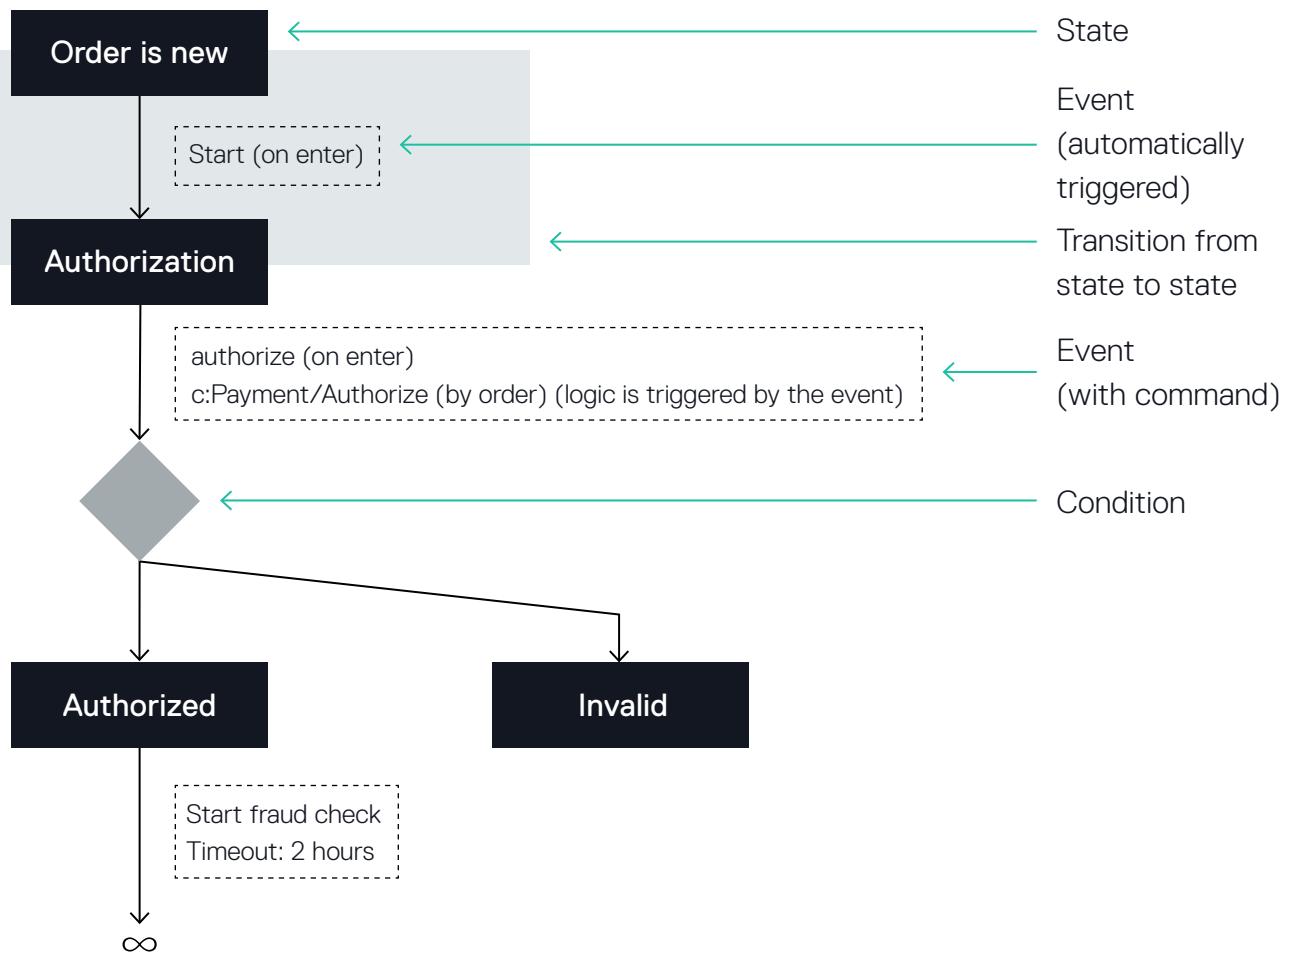 Order is new
State
Event
(automatically
triggered)
Start (on enter)
Transition from
state to state
Authorization
authorize (on enter)
c:Payment/Authorize (by order) (logic is triggered by the event)
Event
(with command)
Condition
Authorized
Invalid
Start fraud check
Timeout: 2 hours
∞